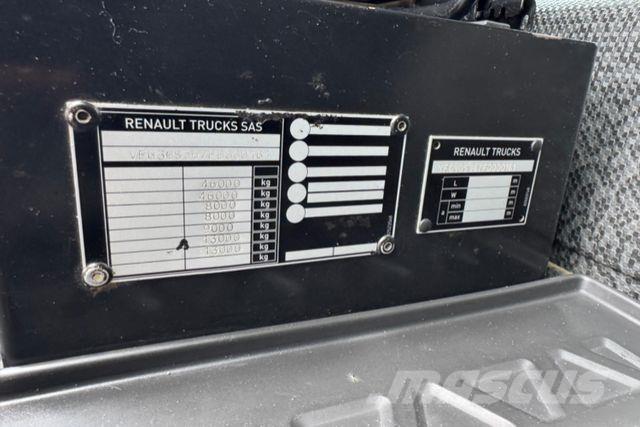 RENAULT TRUCKS SAS
46000 kg
46000 kg
8000 kg
8000 kg
9000 kg
13000 kg
13000 kg
RENAULT TRUCKS
L m
W m
a min m
max m
mascus